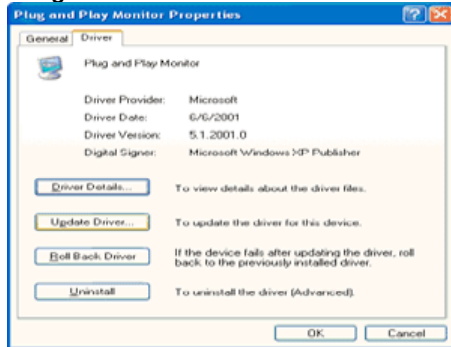 Plug and Play Monitor Properties
General Driver
Plug and Play Monitor
Driver Provider: Microsoft
Driver Date: 6/6/2001
Driver Version: 5.1.2001.0
Digital Signer: Microsoft Windows XP Publisher
Driver Details... To view details about the driver files.
Update Driver... To update the driver for this device.
Roll Back Driver If the device fails after updating the driver, roll
back to the previously installed driver.
Uninstall To uninstall the driver (Advanced).
OK Cancel